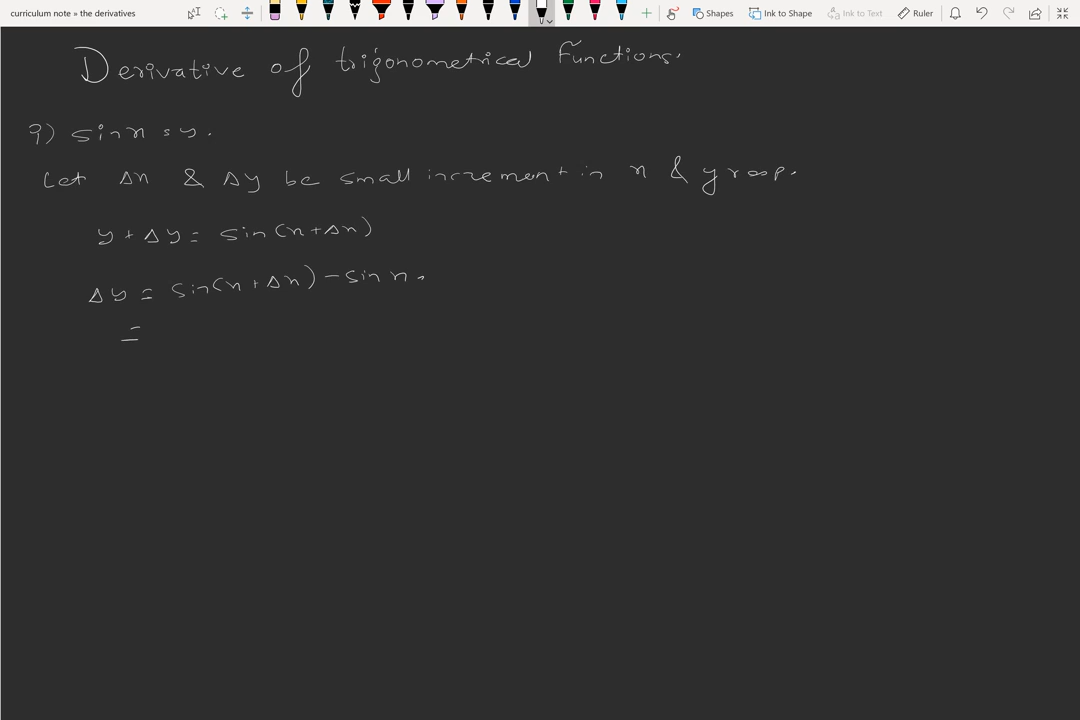 curriculum note » the derivatives
Shapes Ink to Shape Ink to Text Ruler
Derivative of trigonometrical Functions.
i) sinx = y.
Let Δx & Δy be small increment in x & y resp.
y + Δy = sin(x + Δx)
Δy = sin(x + Δx) - sin x.
=